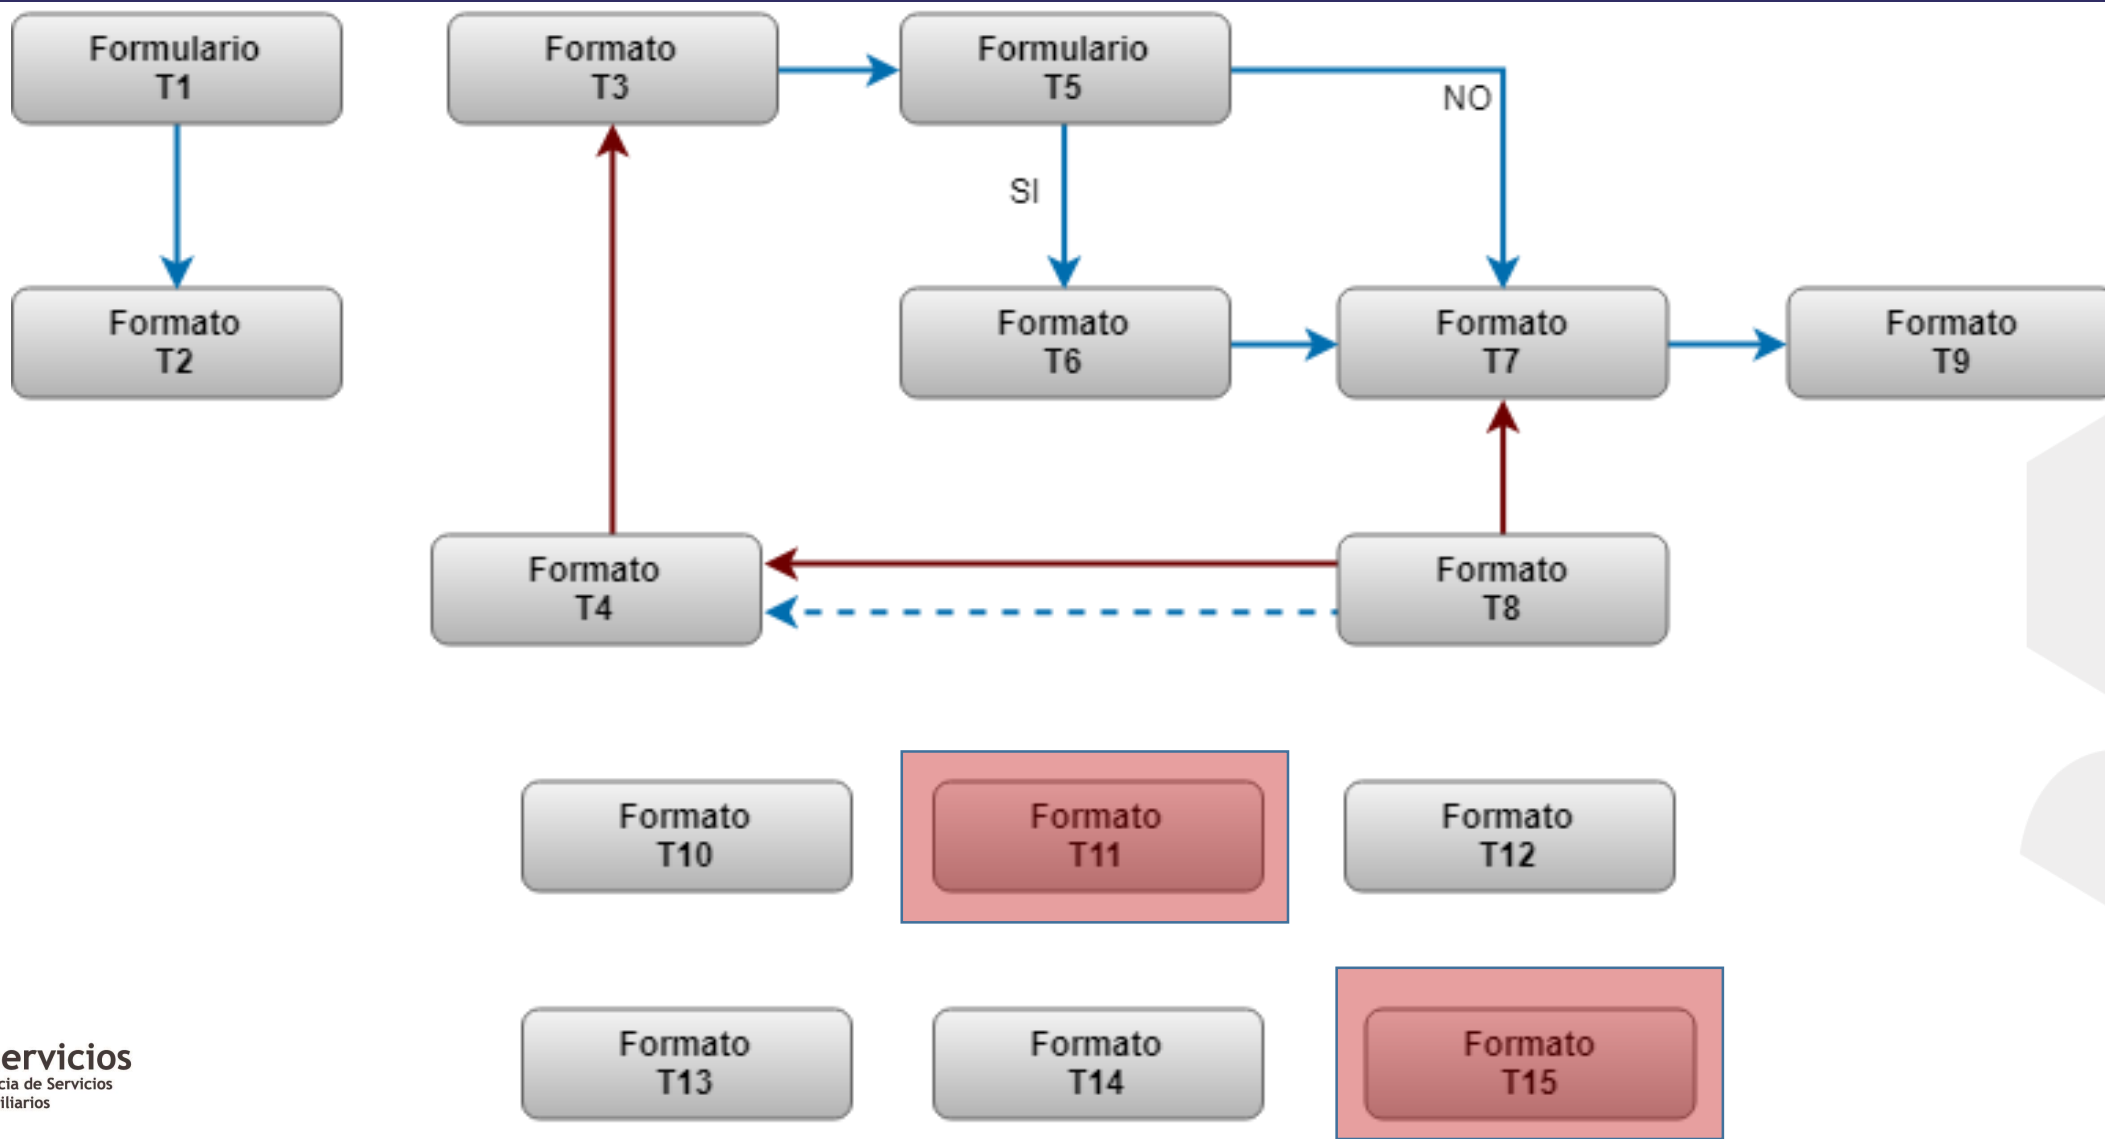 Formulario
T1
Formato
T3
Formulario
T5
NO
SI
Formato
T2
Formato
T6
Formato
T7
Formato
T9
Formato
T4
Formato
T8
Formato
T10
Formato
T11
Formato
T12
Formato
T13
Formato
T14
Formato
T15
ervicios
cia de Servicios
iliarios